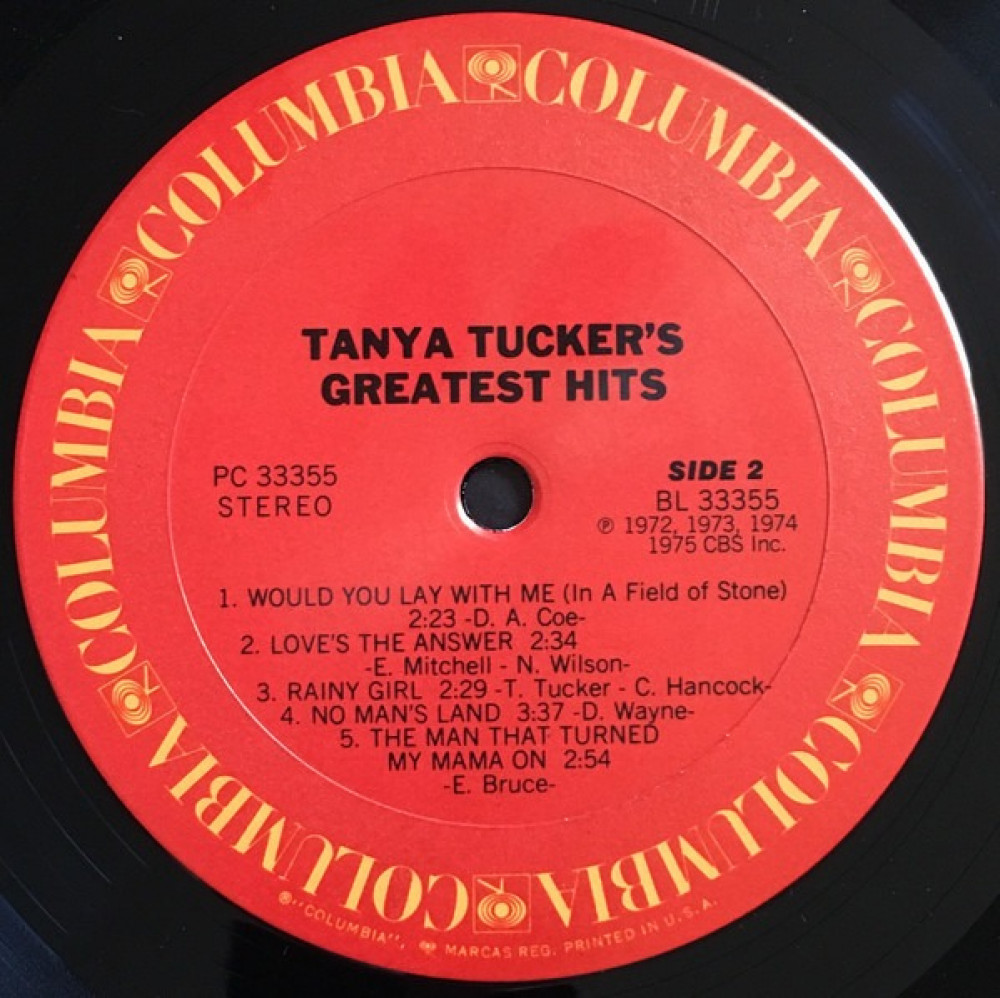 COLUMBIA COLUMBIA COLUMBIA COLUMBIA COLUMBIA COLUMBIA
TANYA TUCKER'S
GREATEST HITS
PC 33355
STEREO
SIDE 2
BL 33355
℗ 1972, 1973, 1974
1975 CBS Inc.
1. WOULD YOU LAY WITH ME (In A Field of Stone)
2:23 -D. A. Coe-
2. LOVE'S THE ANSWER 2:34
-E. Mitchell - N. Wilson-
3. RAINY GIRL 2:29 -T. Tucker - C. Hancock-
4. NO MAN'S LAND 3:37 -D. Wayne-
5. THE MAN THAT TURNED
MY MAMA ON 2:54
-E. Bruce-
®"COLUMBIA", MARCAS REG. PRINTED IN U.S.A.